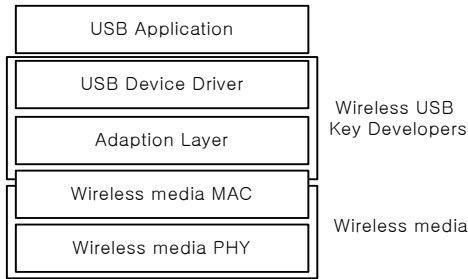 USB Application
USB Device Driver
Adaption Layer
Wireless media MAC
Wireless media PHY
Wireless USB
Key Developers
Wireless media